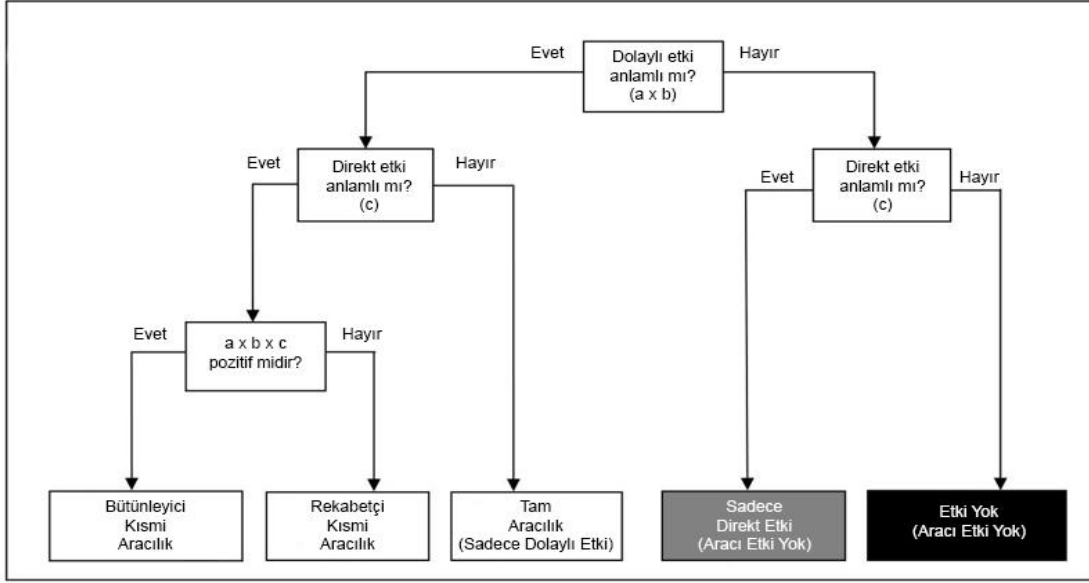 Evet
Dolaylı etki
anlamlı mı?
(a x b)
Hayır
Evet
Direkt etki
anlamlı mı?
(c)
Hayır
Evet
Direkt etki
anlamlı mı?
(c)
Hayır
Evet
a x b x c
pozitif midir?
Hayır
Bütünleyici
Kısmi
Aracılık
Rekabetçi
Kısmi
Aracılık
Tam
Aracılık
(Sadece Dolaylı Etki)
Sadece
Direkt Etki
(Aracı Etki Yok)
Etki Yok
(Aracı Etki Yok)